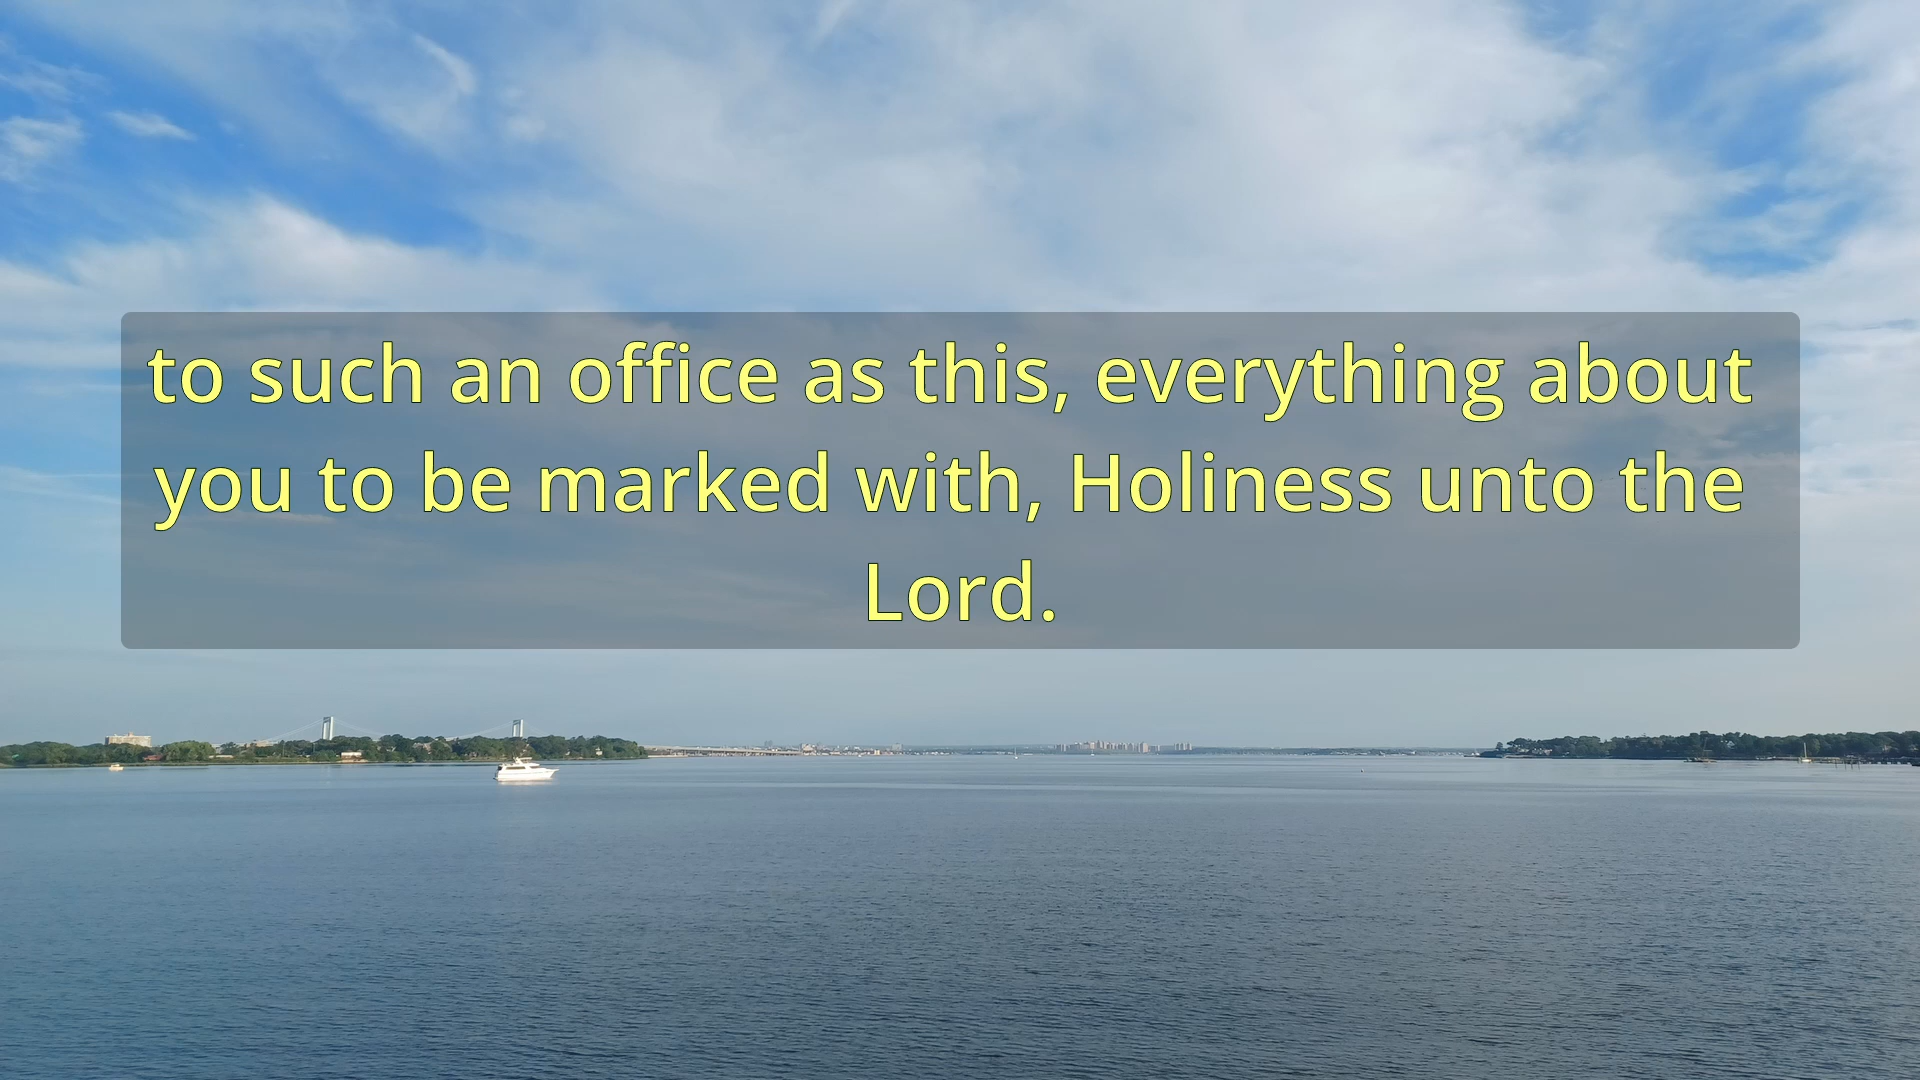 to such an office as this, everything about
you to be marked with, Holiness unto the
Lord.